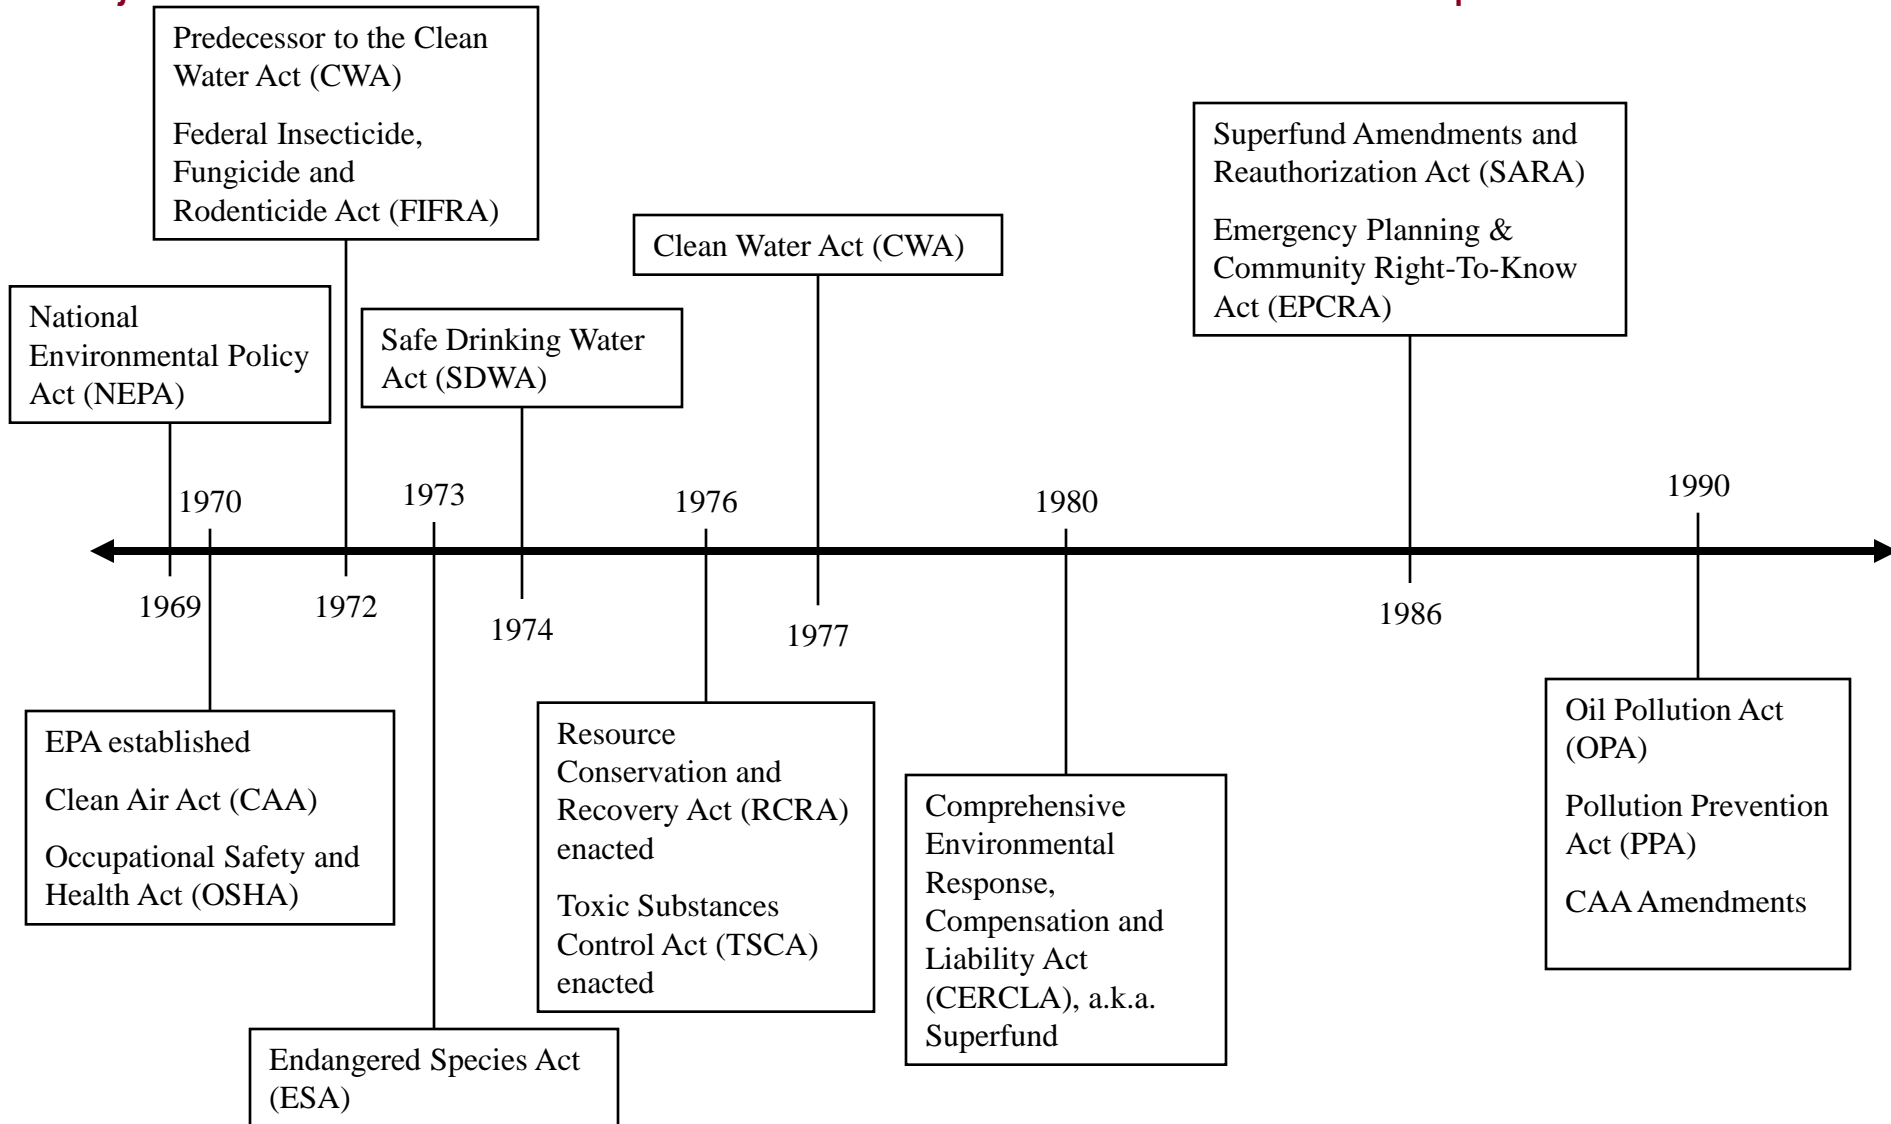 Predecessor to the Clean
Water Act (CWA)
Federal Insecticide,
Fungicide and
Rodenticide Act (FIFRA)
Superfund Amendments and
Reauthorization Act (SARA)
Emergency Planning &
Community Right-To-Know
Act (EPCRA)
Clean Water Act (CWA)
National
Environmental Policy
Act (NEPA)
Safe Drinking Water
Act (SDWA)
1970
1973
1976
1980
1990
1969
1972
1974
1977
1986
EPA established
Clean Air Act (CAA)
Occupational Safety and
Health Act (OSHA)
Resource
Conservation and
Recovery Act (RCRA)
enacted
Toxic Substances
Control Act (TSCA)
enacted
Comprehensive
Environmental
Response,
Compensation and
Liability Act
(CERCLA), a.k.a.
Superfund
Oil Pollution Act
(OPA)
Pollution Prevention
Act (PPA)
CAA Amendments
Endangered Species Act
(ESA)